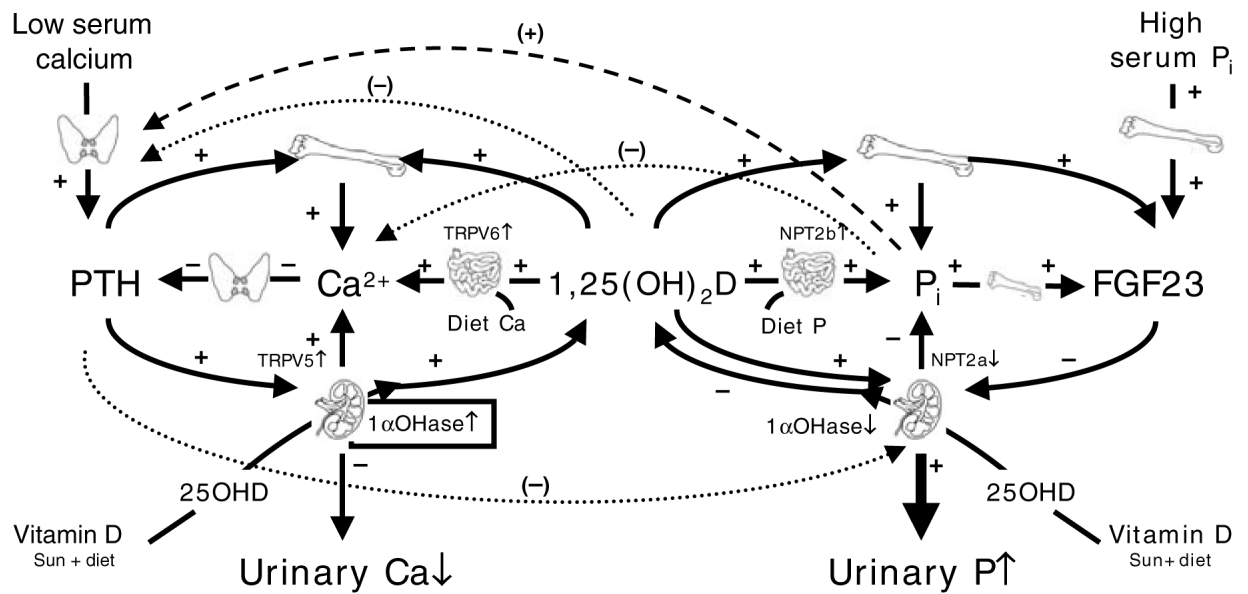 Low serum
calcium
High
serum Pi
(+)
(–)
(–)
+
+
+
+
+
+
+
+
+
+
+
TRPV6↑
NPT2b↑
PTH
–
–
Ca2+
+
+
1,25(OH)2D
+
+
Pi
+
+
FGF23
Diet Ca
Diet P
+
TRPV5↑
+
+
+
–
–
NPT2a↓
–
1αOHase↑
1αOHase↓
–
(–)
+
25OHD
25OHD
Vitamin D
Sun + diet
Vitamin D
Sun+ diet
Urinary Ca↓
Urinary P↑